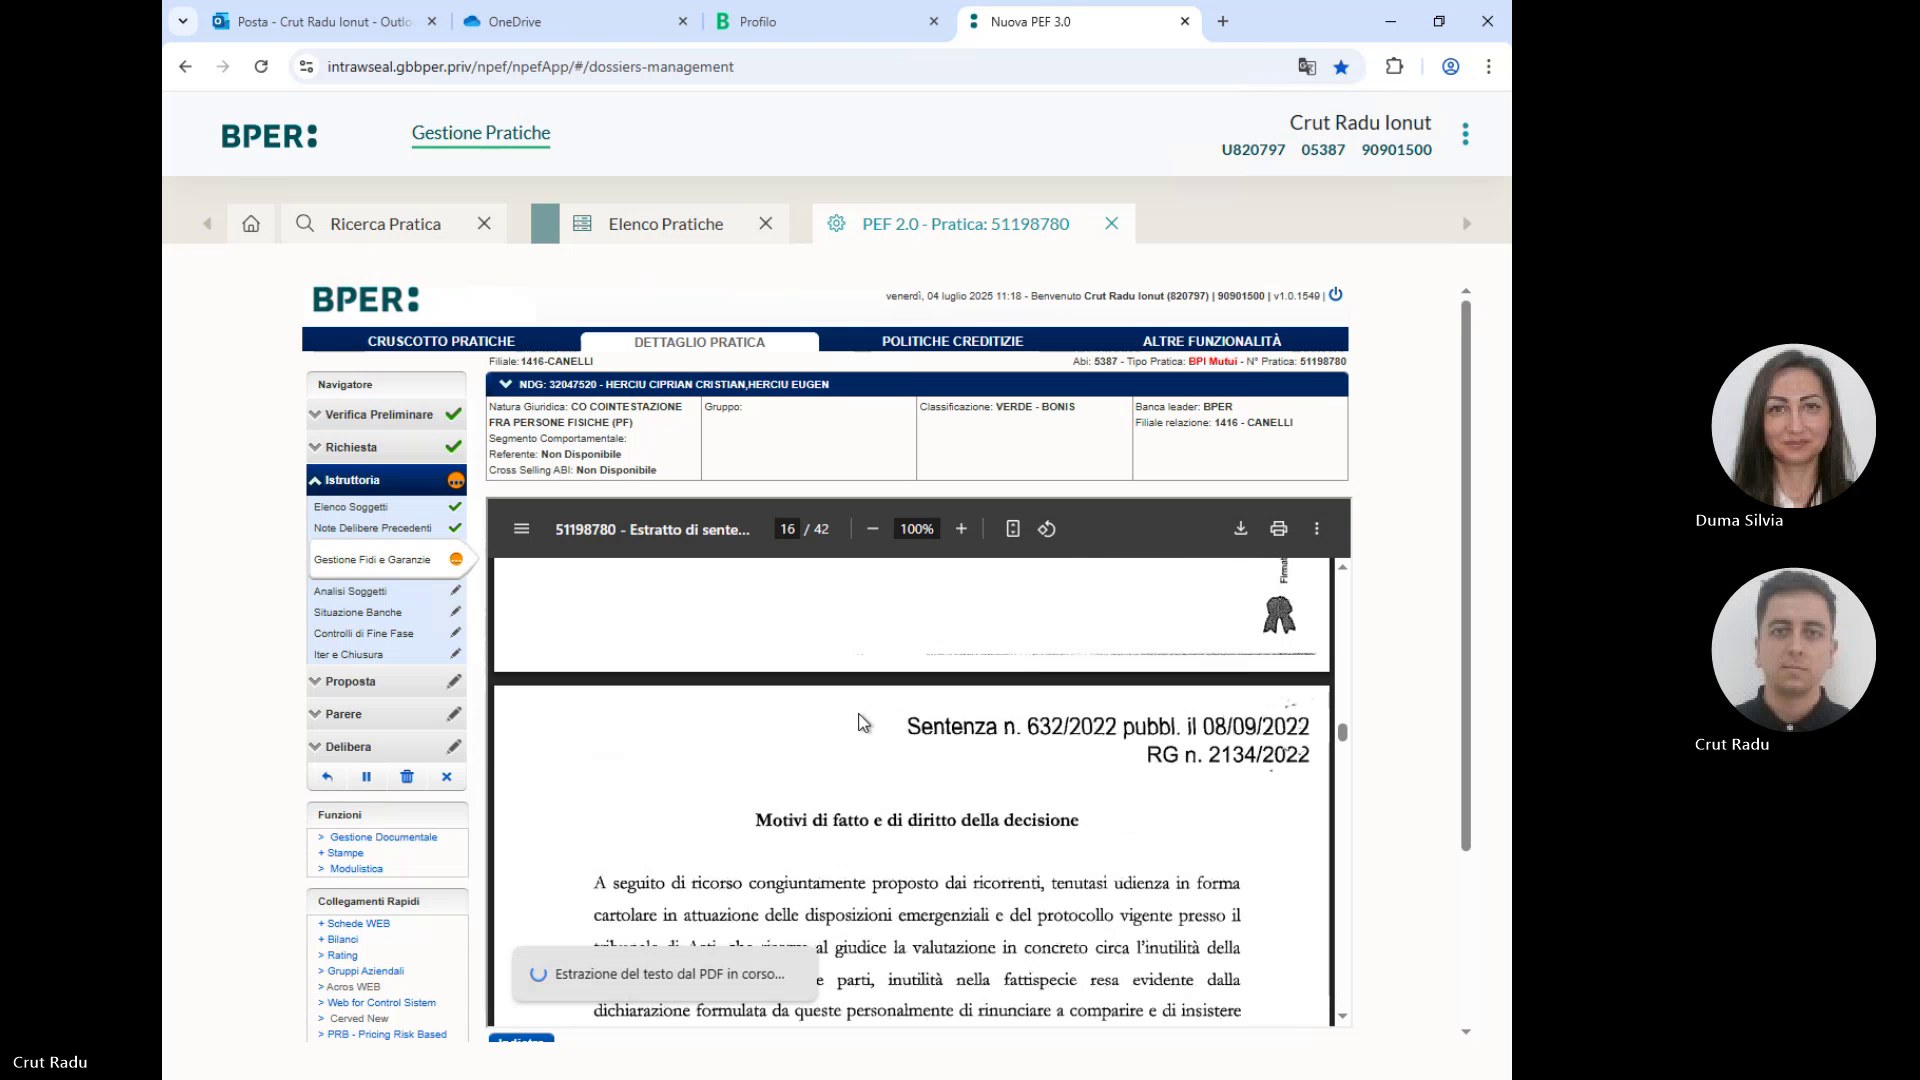 Posta - Crut Radu Ionut - Outlo
OneDrive
Profilo
Nuova PEF 3.0
intrawseal.gbbper.priv/npef/npefApp/#/dossiers-management
BPER:
Gestione Pratiche
Crut Radu Ionut
U820797 05387 90901500
Ricerca Pratica
Elenco Pratiche
PEF 2.0 - Pratica: 51198780
BPER:
venerdì, 04 luglio 2025 11:18 - Benvenuto Crut Radu Ionut (820797) | 90901500 | v1.0.1549 |
CRUSCOTTO PRATICHE
DETTAGLIO PRATICA
POLITICHE CREDITIZIE
ALTRE FUNZIONALITÀ
Filiale: 1416-CANELLI
Abi: 5387 - Tipo Pratica: BPI Mutui - N° Pratica: 51198780
Navigatore
Verifica Preliminare
Richiesta
Istruttoria
Elenco Soggetti
Note Delibere Precedenti
Gestione Fidi e Garanzie
Analisi Soggetti
Situazione Banche
Controlli di Fine Fase
Iter e Chiusura
Proposta
Parere
Delibera
Funzioni
> Gestione Documentale
+ Stampe
> Modulistica
Collegamenti Rapidi
+ Schede WEB
+ Bilanci
> Rating
> Gruppi Aziendali
> Acros WEB
> Web for Control Sistem
> Cerved New
> PRB - Pricing Risk Based
NDG: 32047520 - HERCIU CIPRIAN CRISTIAN,HERCIU EUGEN
Natura Giuridica: CO COINTESTAZIONE
FRA PERSONE FISICHE (PF)
Segmento Comportamentale:
Referente: Non Disponibile
Cross Selling ABI: Non Disponibile
Gruppo:
Classificazione: VERDE - BONIS
Banca leader: BPER
Filiale relazione: 1416 - CANELLI
51198780 - Estratto di sente...
16 / 42
100%
Firmat
Sentenza n. 632/2022 pubbl. il 08/09/2022
RG n. 2134/2022
Motivi di fatto e di diritto della decisione
A seguito di ricorso congiuntamente proposto dai ricorrenti, tenutasi udienza in forma
cartolare in attuazione delle disposizioni emergenziali e del protocollo vigente presso il
al giudice la valutazione in concreto circa l'inutilità della
e parti, inutilità nella fattispecie resa evidente dalla
dichiarazione formulata da queste personalmente di rinunciare a comparire e di insistere
Estrazione del testo dal PDF in corso...
Indietro
Duma Silvia
Crut Radu
Crut Radu